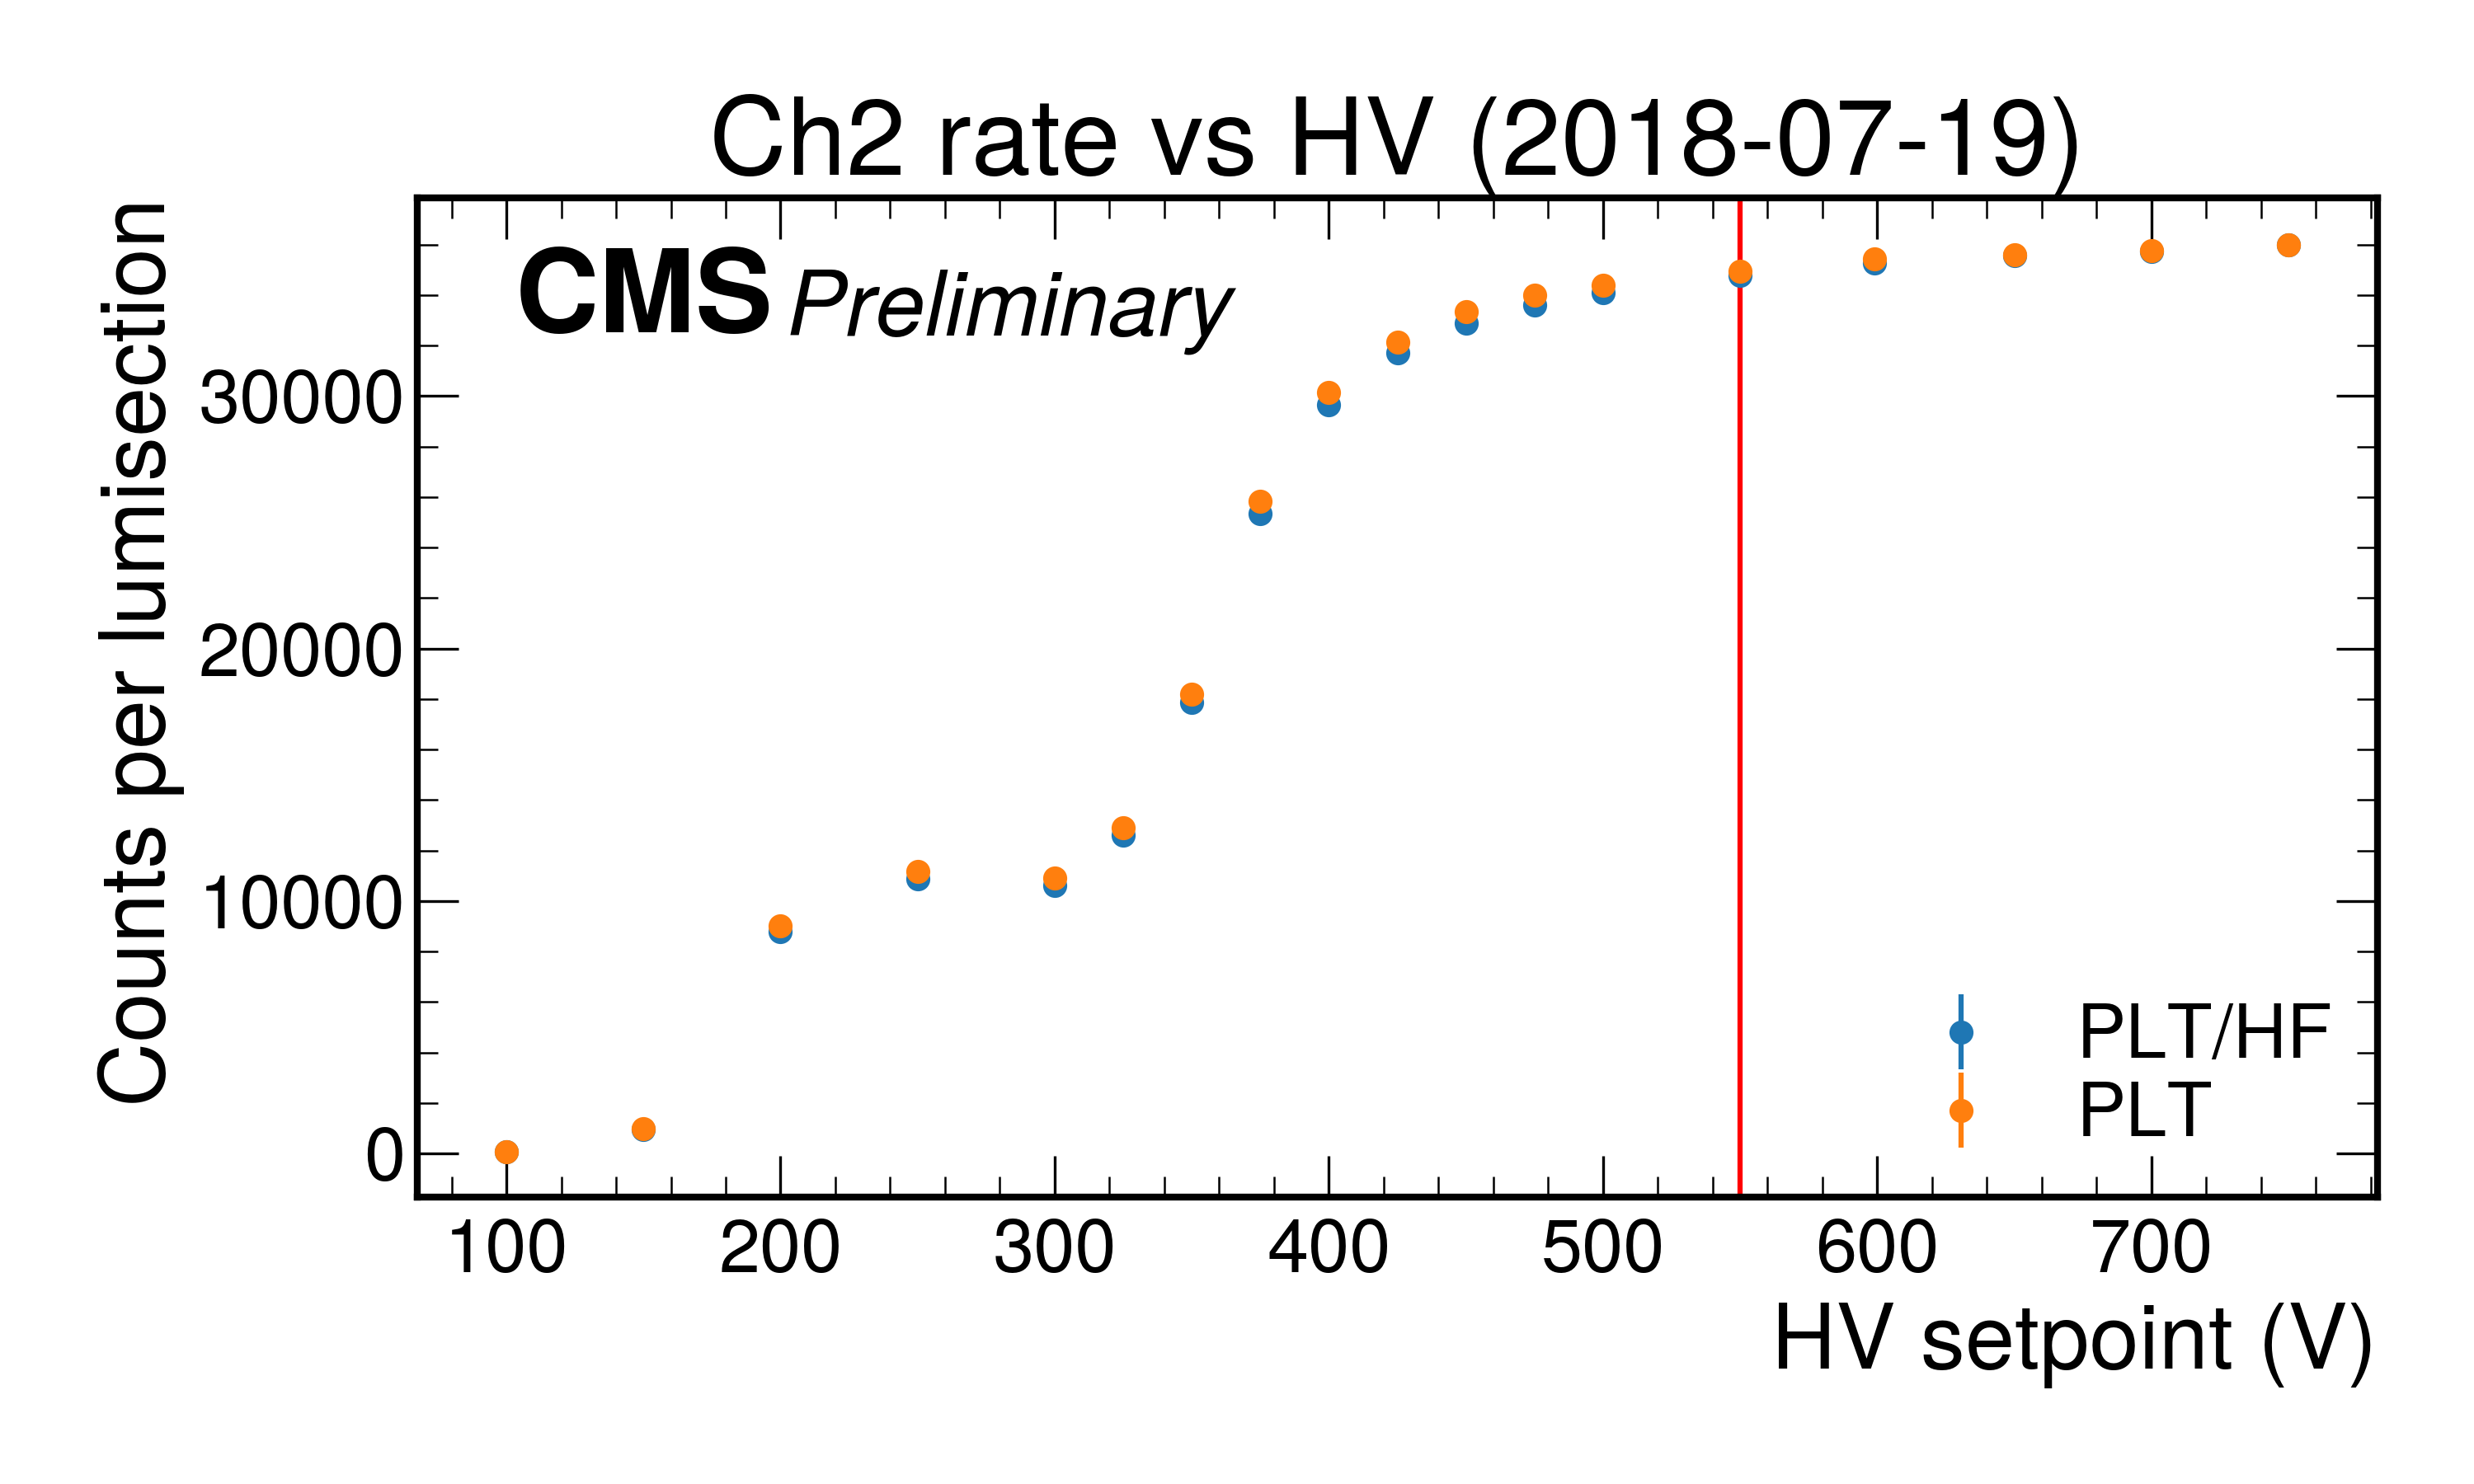 Ch2 rate vs HV (2018-07-19)
CMS Preliminary
Counts per lumisection
30000
20000
10000
0
PLT/HF
PLT
100 200 300 400 500 600 700
HV setpoint (V)